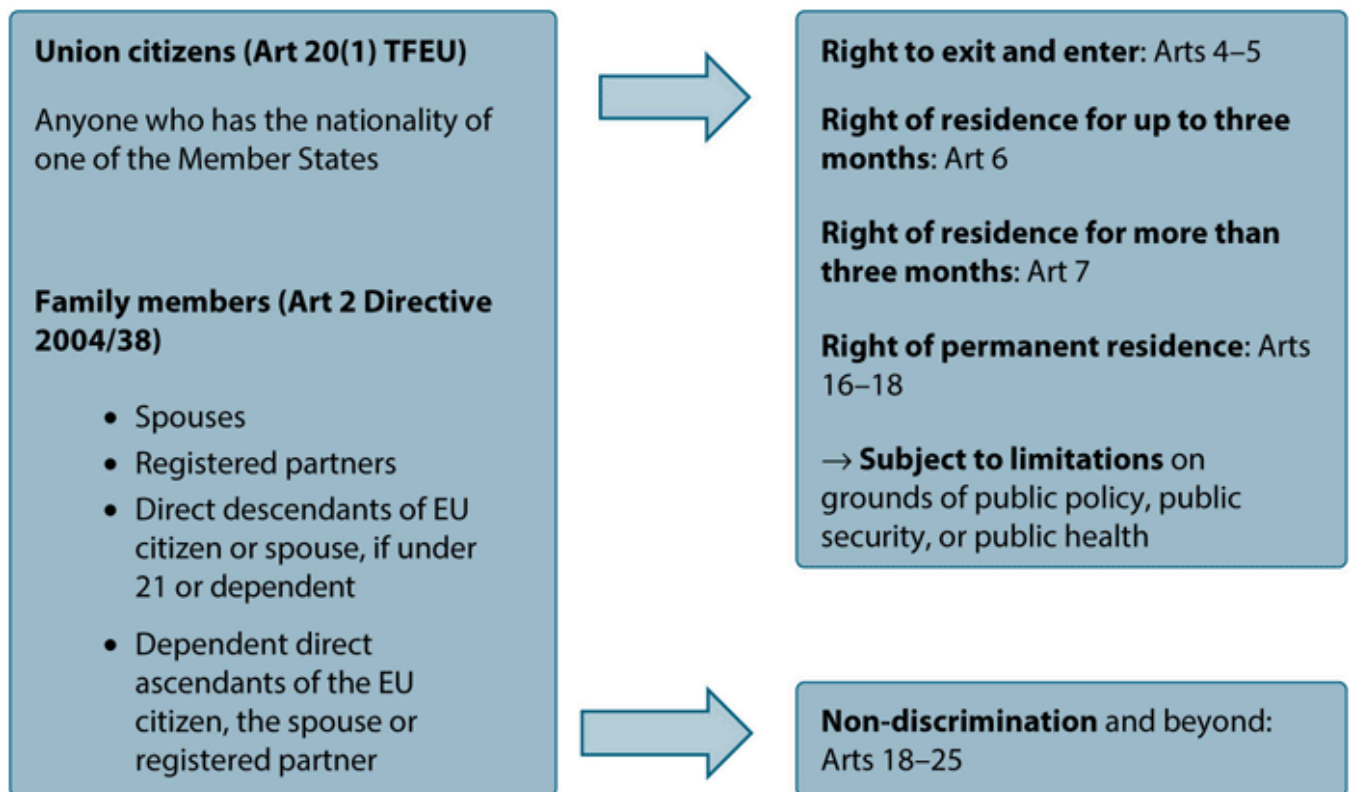 Union citizens (Art 20(1) TFEU)
Anyone who has the nationality of
one of the Member States
Family members (Art 2 Directive
2004/38)
• Spouses
• Registered partners
• Direct descendants of EU
citizen or spouse, if under
21 or dependent
• Dependent direct
ascendants of the EU
citizen, the spouse or
registered partner
Right to exit and enter: Arts 4–5
Right of residence for up to three
months: Art 6
Right of residence for more than
three months: Art 7
Right of permanent residence: Arts
16–18
→ Subject to limitations on
grounds of public policy, public
security, or public health
Non-discrimination and beyond:
Arts 18–25